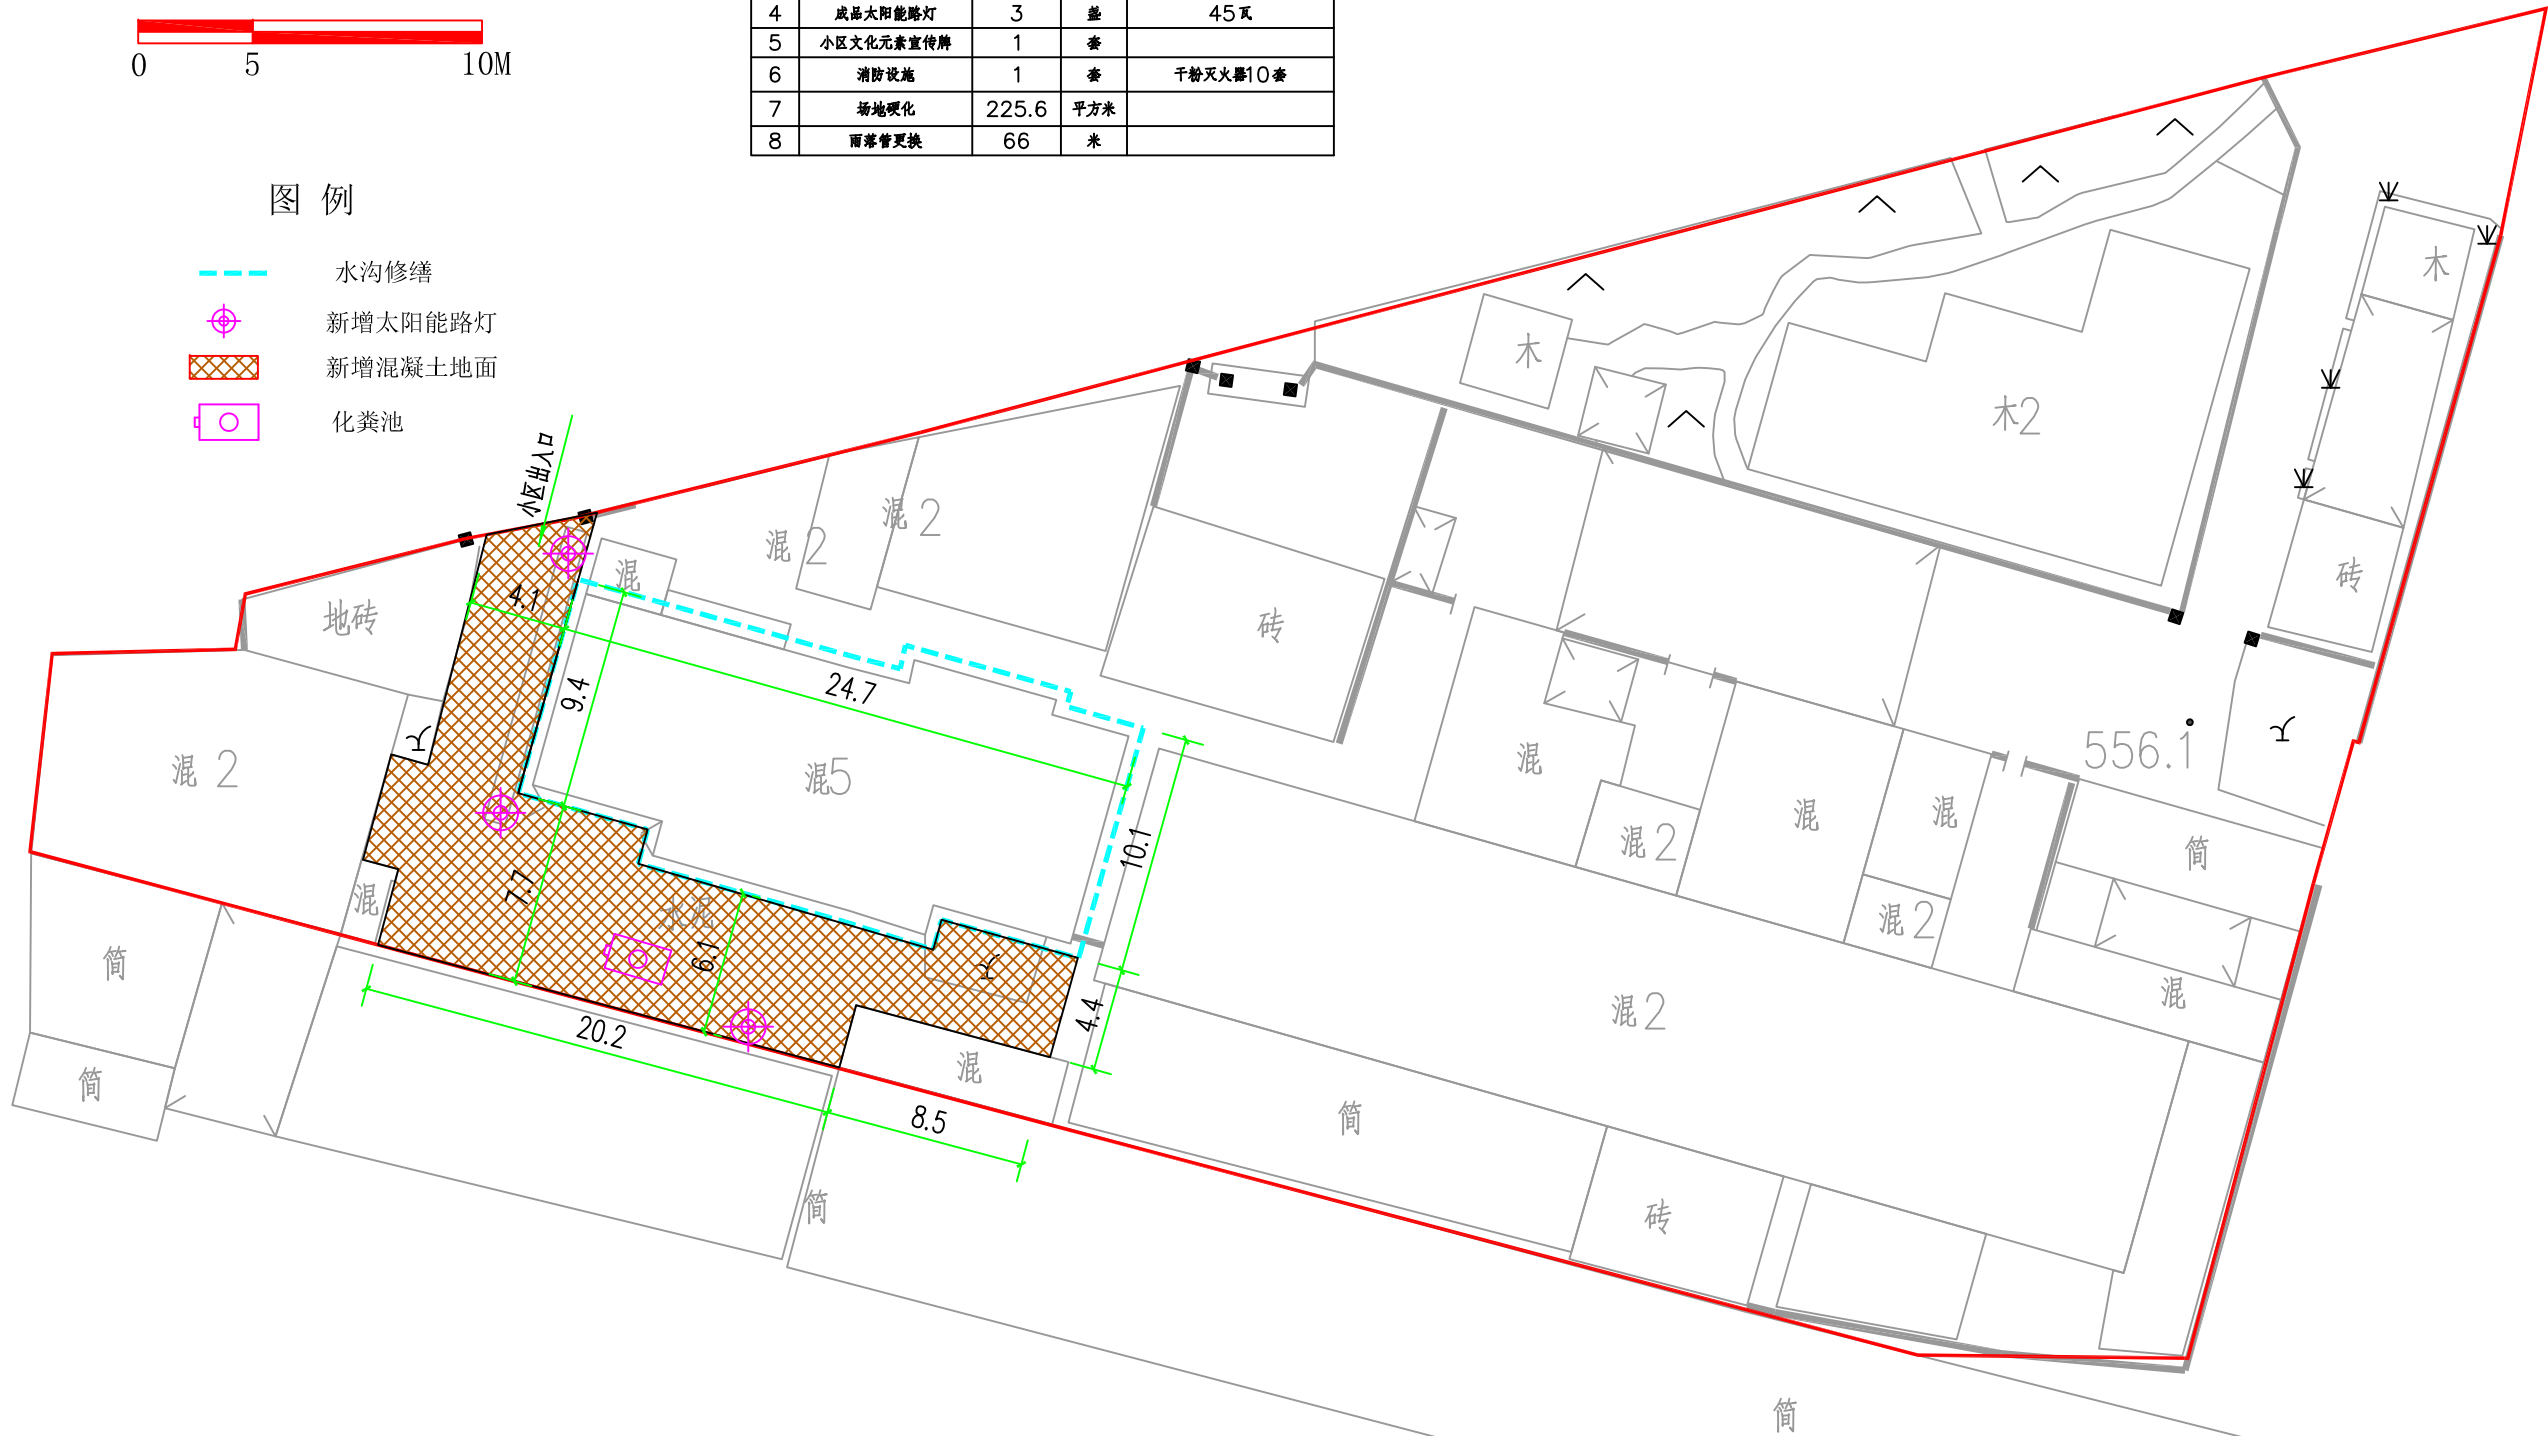 0 5 10M
4 成品太阳能路灯 3 盏 45瓦
5 小区文化元素宣传牌 1 套
6 消防设施 1 套 干粉灭火器10套
7 场地硬化 225.6 平方米
8 雨落管更换 66 米
图 例
水沟修缮
新增太阳能路灯
新增混凝土地面
化粪池
小区出入口
木
木
木2
混 2
混 2
混
砖
地砖
4.1
砖
9.4
24.7
混 2
混5
556.1
混
混
混
混2
简
10.1
7.7
混
水泥
6.1
混2
简
混
混2
4.4
20.2
混
简
8.5
简
简
砖
简